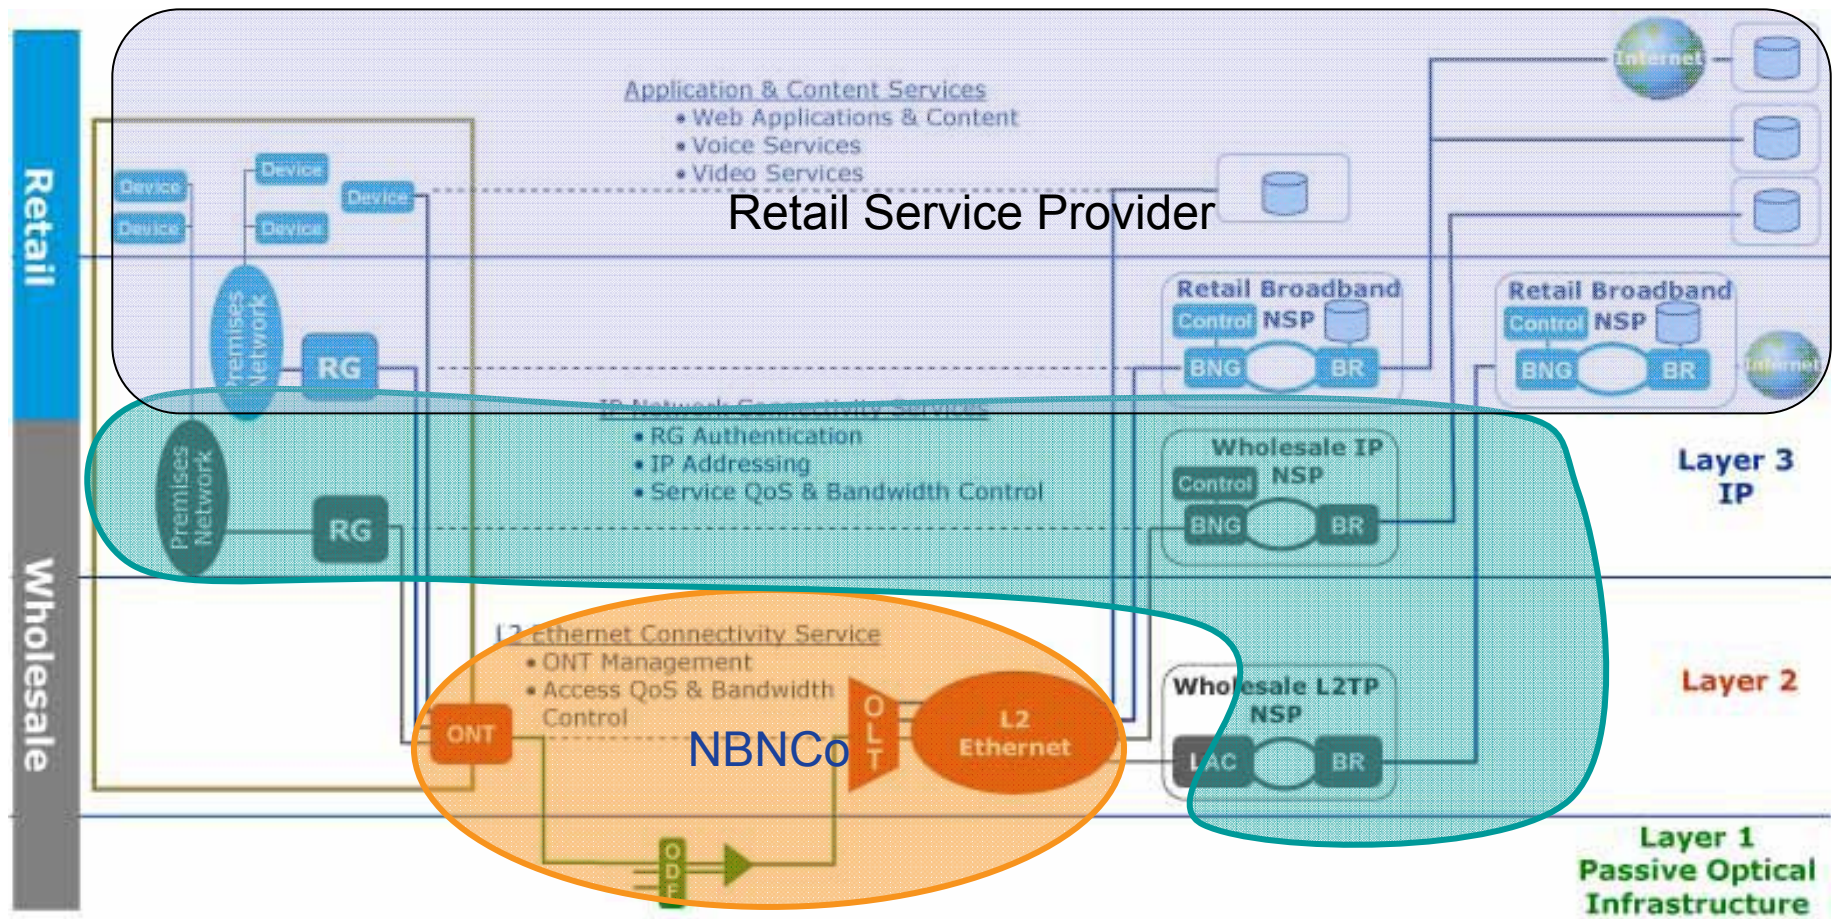 Retail
Wholesale
Application & Content Services
• Web Applications & Content
• Voice Services
• Video Services
Retail Service Provider
Internet
Device
Device
Device
Device
Device
Premises
Network
RG
Retail Broadband
NSP
Control
BNG
BR
Retail Broadband
NSP
Control
BNG
BR
Internet
IP Network Connectivity Services
• RG Authentication
• IP Addressing
• Service QoS & Bandwidth Control
Premises
Network
RG
Wholesale IP
NSP
Control
BNG
BR
Layer 3
IP
L2 Ethernet Connectivity Service
• ONT Management
• Access QoS & Bandwidth
Control
ONT
NBNCo
OLT
L2
Ethernet
Wholesale L2TP
NSP
LAC
BR
Layer 2
ODF
Layer 1
Passive Optical
Infrastructure